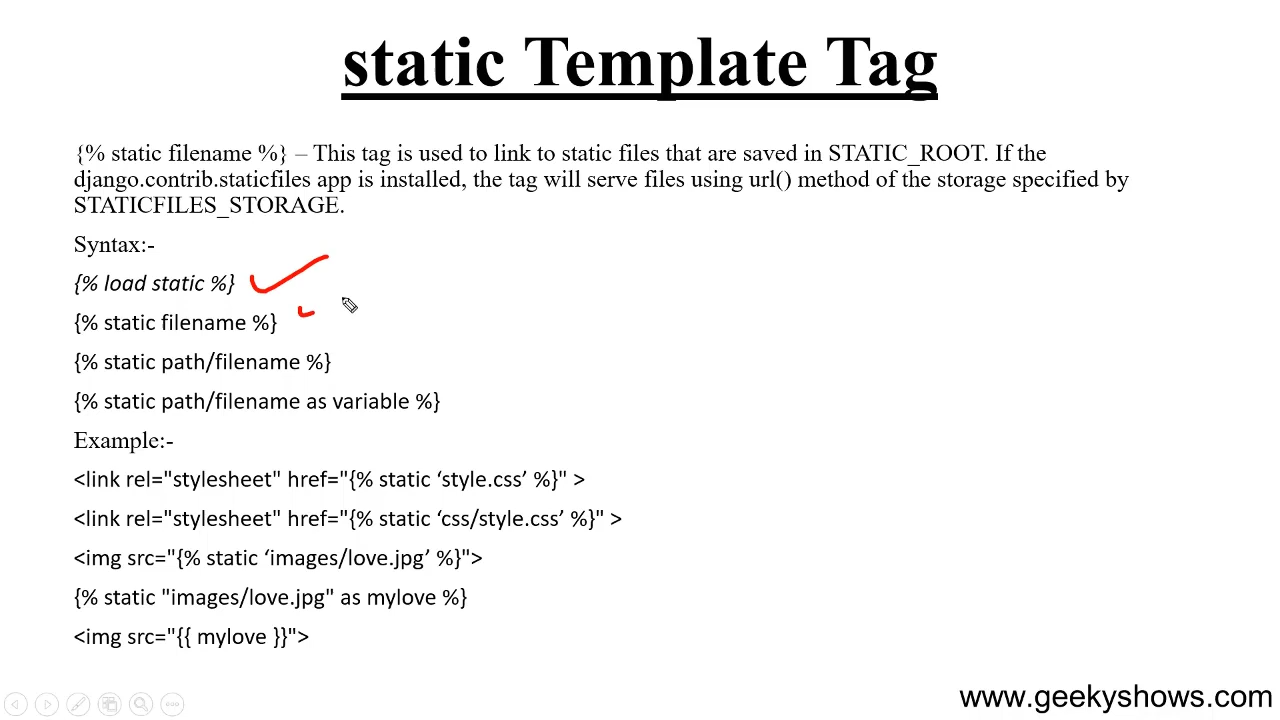 static Template Tag
{% static filename %} – This tag is used to link to static files that are saved in STATIC_ROOT. If the
django.contrib.staticfiles app is installed, the tag will serve files using url() method of the storage specified by
STATICFILES_STORAGE.
Syntax:-
{% load static %}
{% static filename %}
{% static path/filename %}
{% static path/filename as variable %}
Example:-
<link rel="stylesheet" href="{% static ‘style.css’ %}" >
<link rel="stylesheet" href="{% static ‘css/style.css’ %}" >
<img src="{% static ‘images/love.jpg’ %}">
{% static "images/love.jpg" as mylove %}
<img src="{{ mylove }}">
www.geekyshows.com